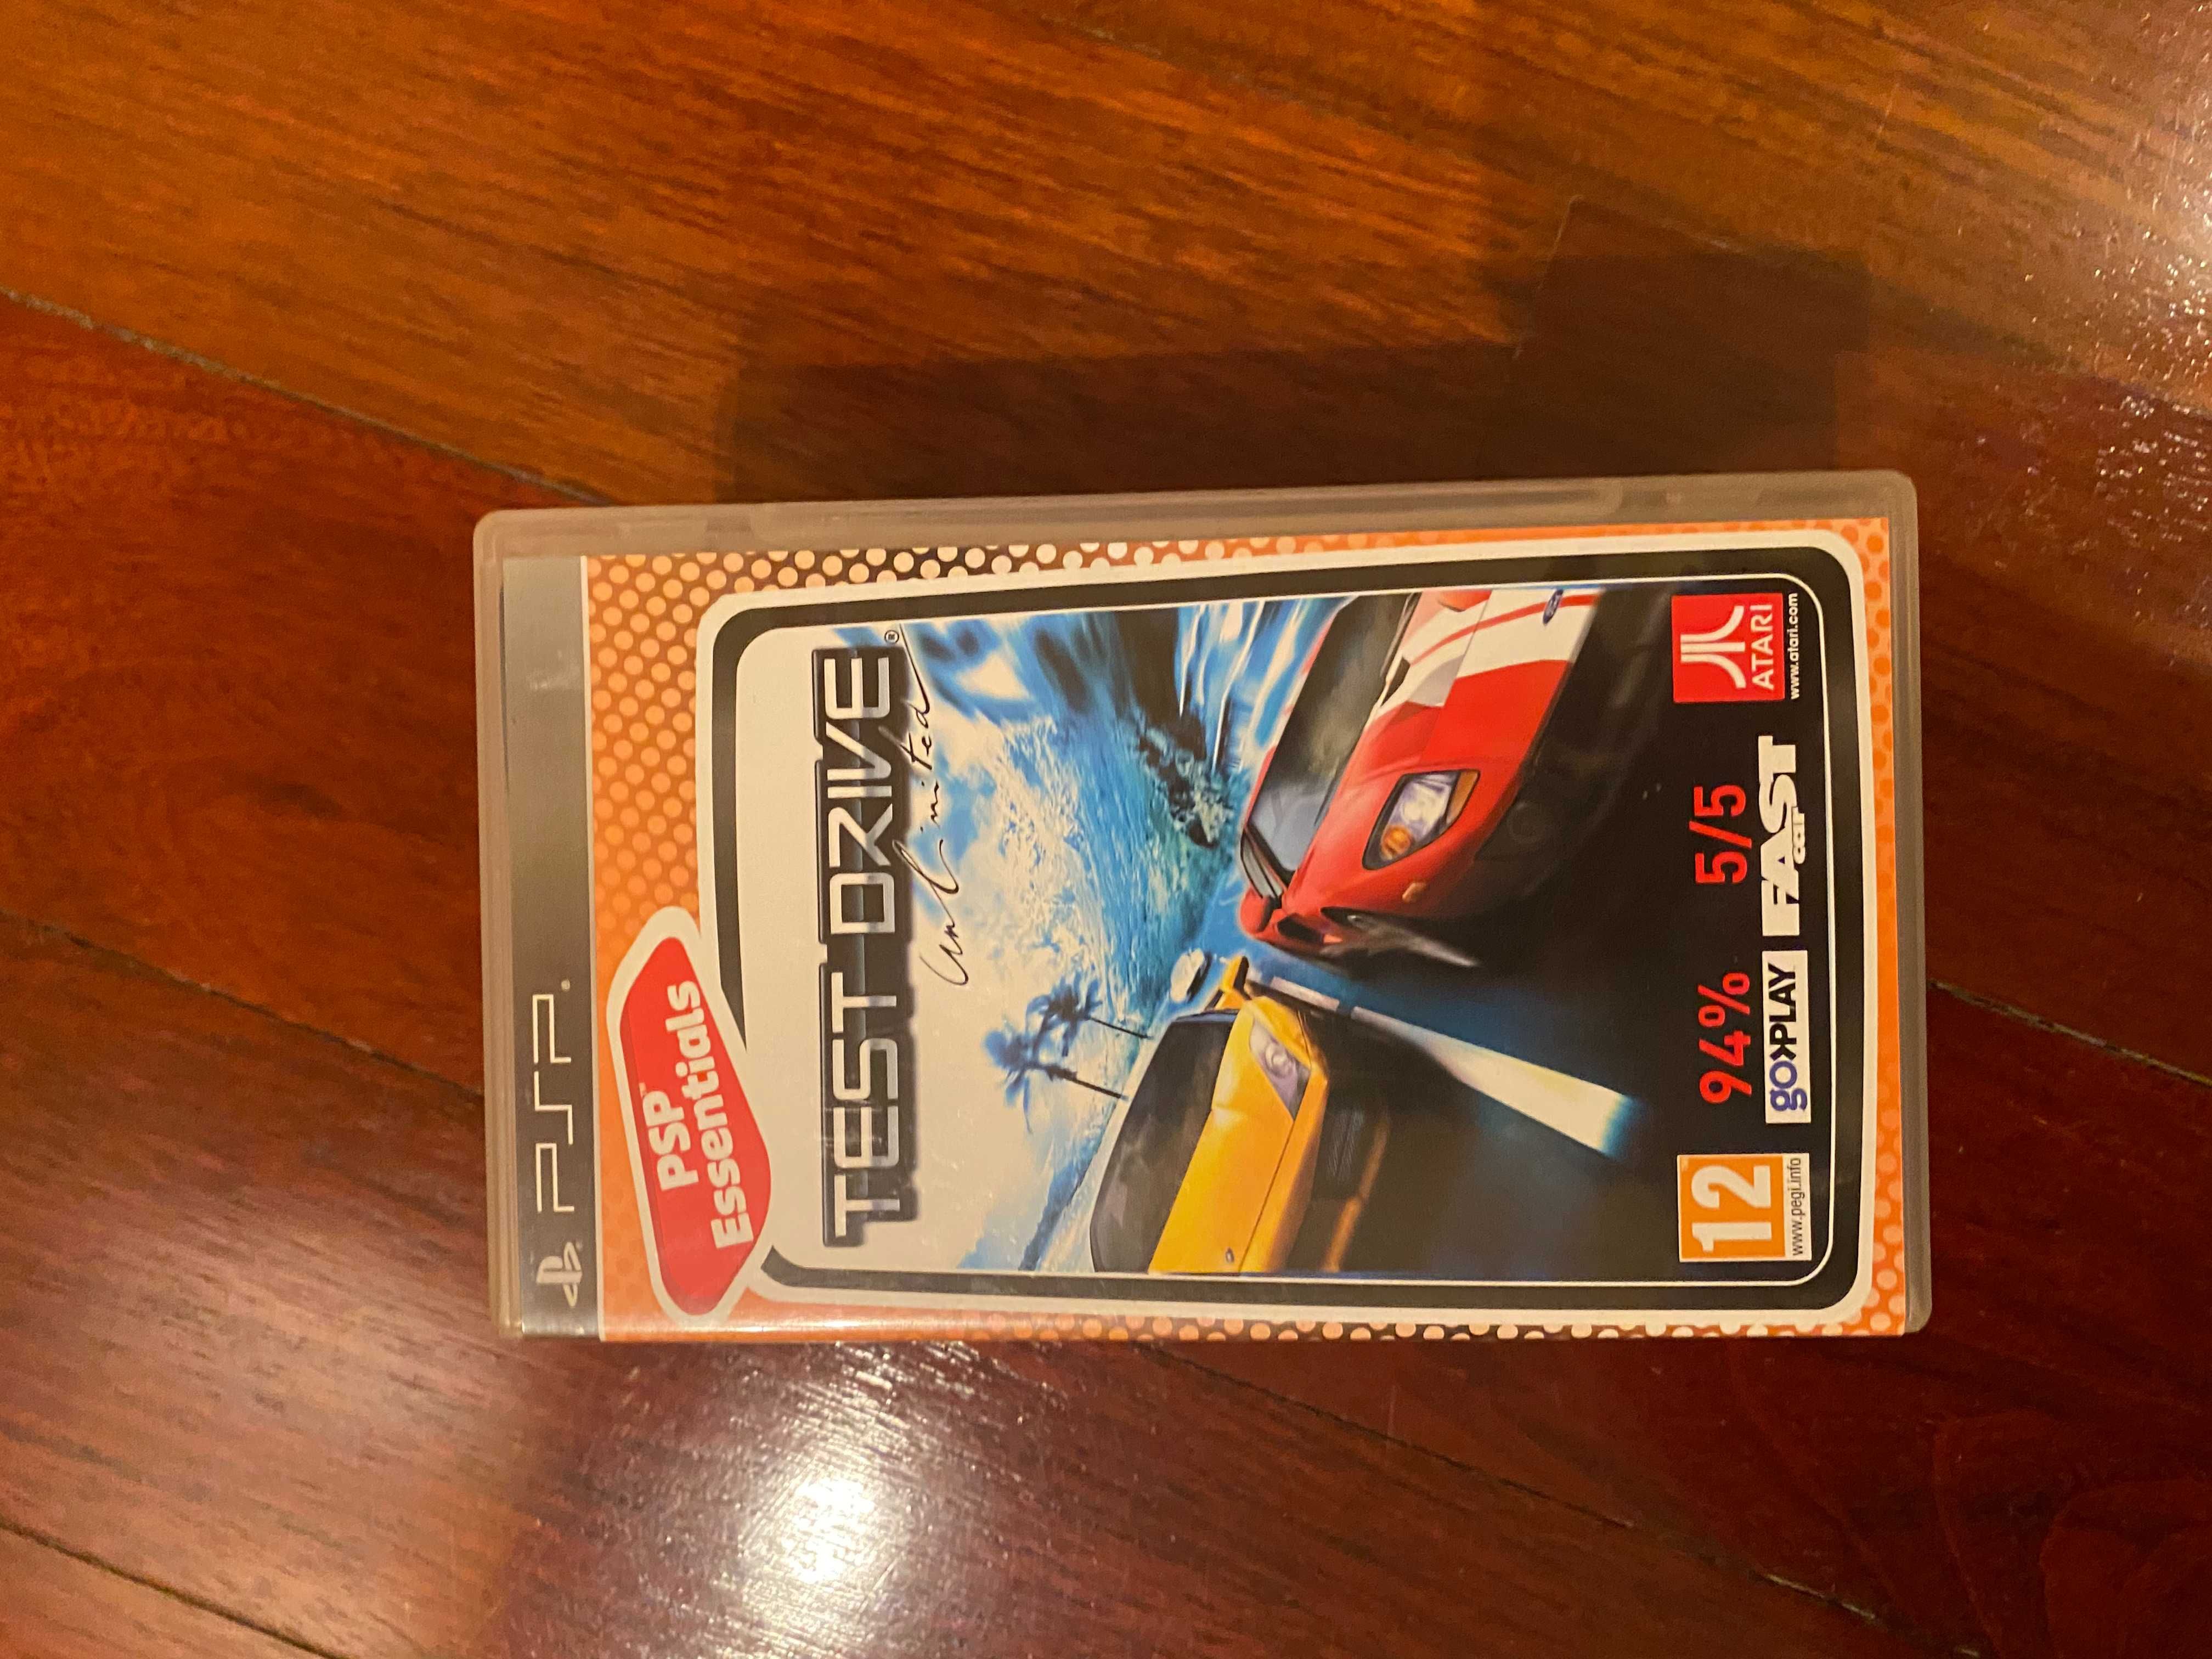 PSP
PSP™
Essentials
TEST DRIVE®
Unlimited
94%
5/5
12
www.pegi.info
go>PLAY
FAST
car
ATARI
www.atari.com